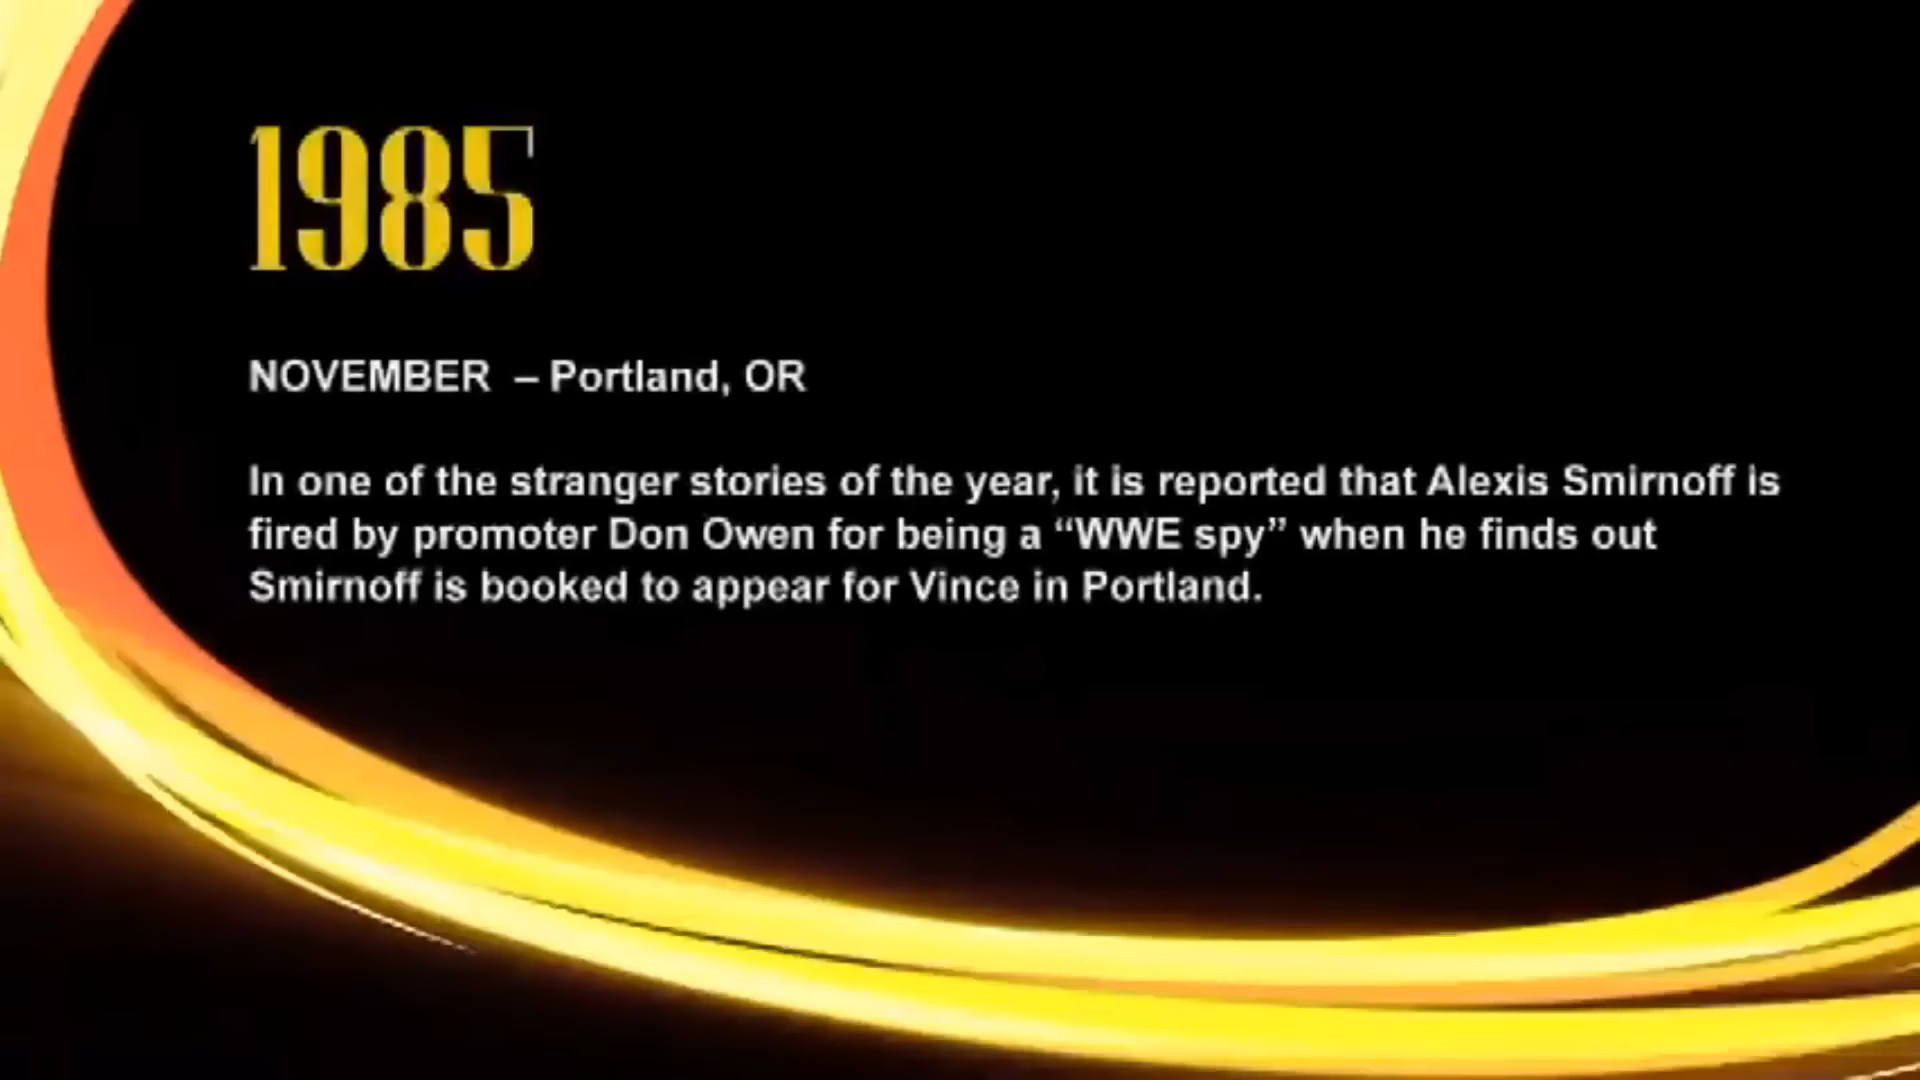 1985
NOVEMBER – Portland, OR
In one of the stranger stories of the year, it is reported that Alexis Smirnoff is
fired by promoter Don Owen for being a “WWE spy” when he finds out
Smirnoff is booked to appear for Vince in Portland.